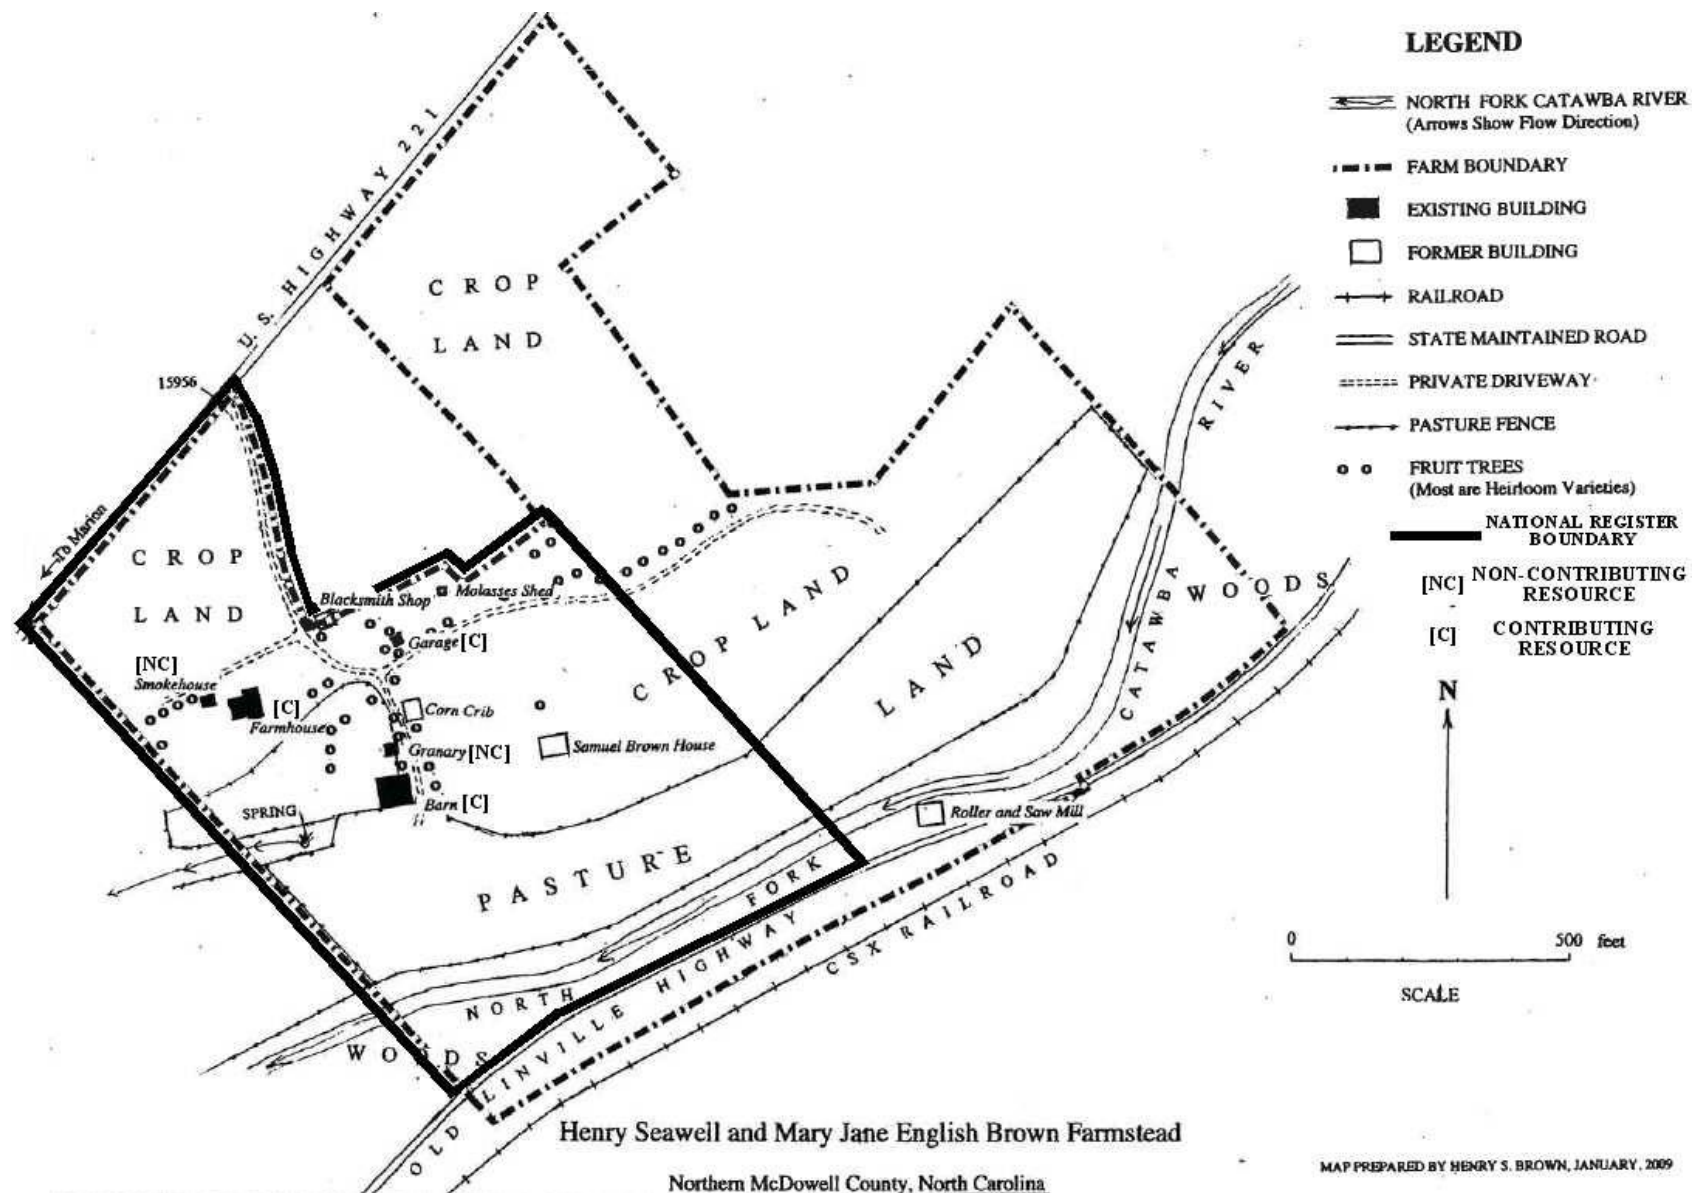 LEGEND
NORTH FORK CATAWBA RIVER
(Arrows Show Flow Direction)
FARM BOUNDARY
EXISTING BUILDING
FORMER BUILDING
RAILROAD
STATE MAINTAINED ROAD
PRIVATE DRIVEWAY
PASTURE FENCE
FRUIT TREES
(Most are Heirloom Varieties)
NATIONAL REGISTER
BOUNDARY
[NC] NON-CONTRIBUTING
RESOURCE
[C] CONTRIBUTING
RESOURCE
N
0 500 feet
SCALE
U.S. HIGHWAY 221
15956
To Marion
CROP
LAND
CROP
LAND
Blacksmith Shop
Molasses Shed
Garage [C]
[NC]
Smokehouse
[C]
Farmhouse
Corn Crib
Granary [NC]
Samuel Brown House
Barn [C]
SPRING
CROP LAND
PASTURE
LAND
CATAWBA
RIVER
WOODS
Roller and Saw Mill
NORTH
FORK
WOODS
OLD LINVILLE HIGHWAY
CSX RAILROAD
Henry Seawell and Mary Jane English Brown Farmstead
Northern McDowell County, North Carolina
MAP PREPARED BY HENRY S. BROWN, JANUARY, 2009